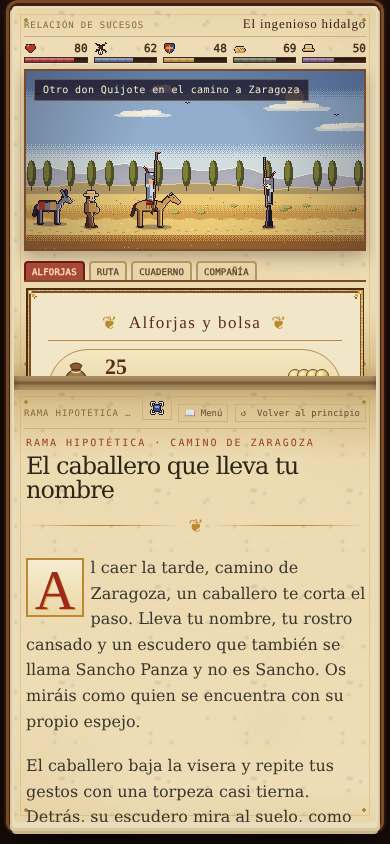 RELACIÓN DE SUCESOS
El ingenioso hidalgo
80 62 48 69 50
Otro don Quijote en el camino a Zaragoza
ALFORJAS RUTA CUADERNO COMPAÑÍA
Alforjas y bolsa
25
RAMA HIPOTÉTICA … Menú ↺ Volver al principio
RAMA HIPOTÉTICA · CAMINO DE ZARAGOZA
El caballero que lleva tu
nombre
Al caer la tarde, camino de
Zaragoza, un caballero te corta el
paso. Lleva tu nombre, tu rostro
cansado y un escudero que también se
llama Sancho Panza y no es Sancho. Os
miráis como quien se encuentra con su
propio espejo.
El caballero baja la visera y repite tus
gestos con una torpeza casi tierna.
Detrás, su escudero mira al suelo, como